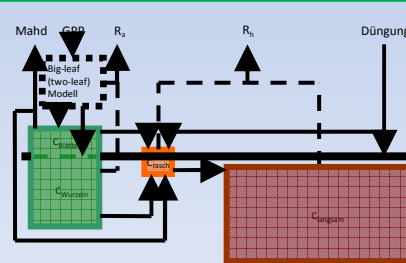 Mahd GPP Ra Rh Düngung
Big-leaf
(two-leaf)
Modell
CBlätter
Crasch
CWurzeln
Clangsam